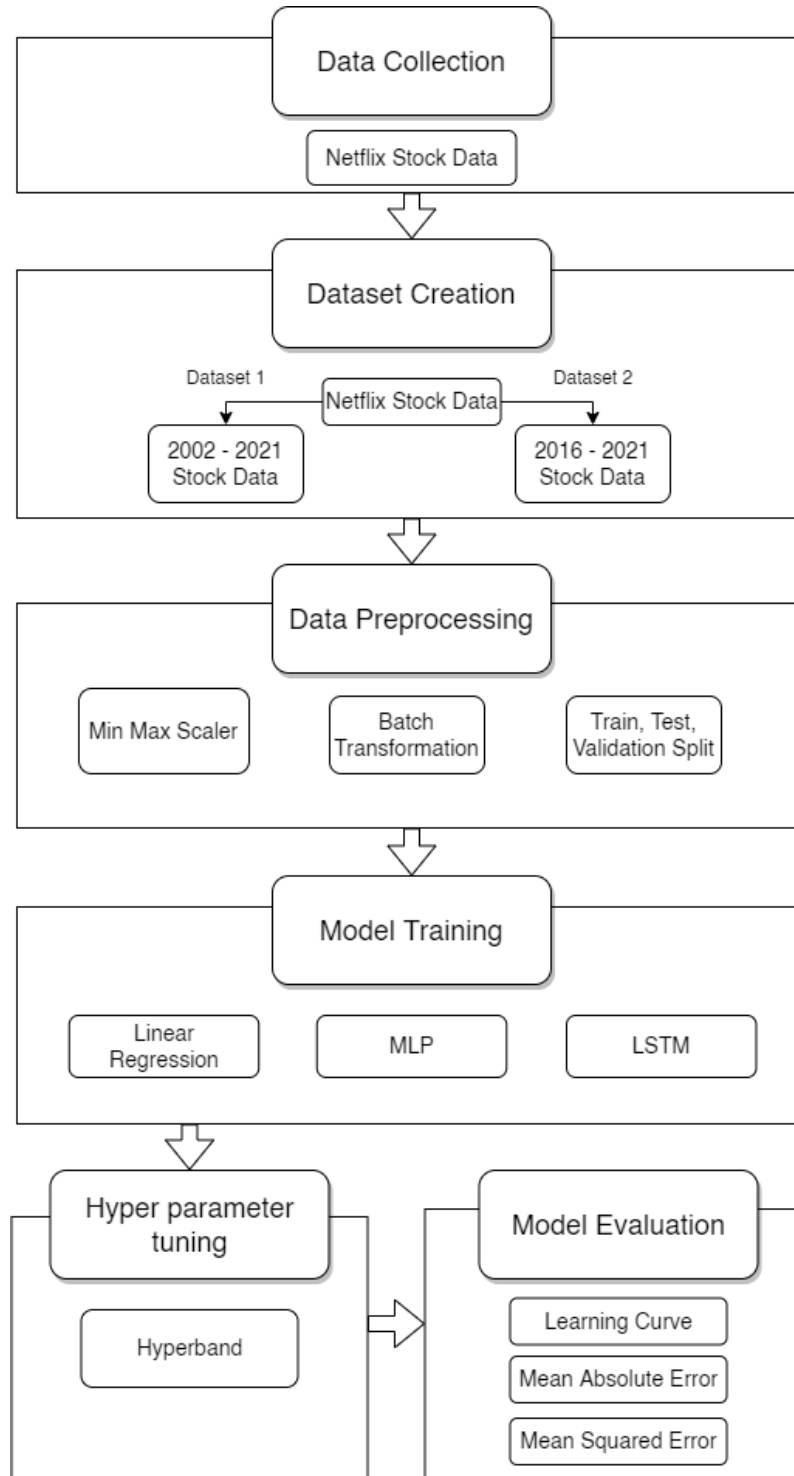 Data Collection
Netflix Stock Data
Dataset Creation
Dataset 1
Netflix Stock Data
Dataset 2
2002 - 2021
Stock Data
2016 - 2021
Stock Data
Data Preprocessing
Min Max Scaler
Batch
Transformation
Train, Test,
Validation Split
Model Training
Linear
Regression
MLP
LSTM
Hyper parameter
tuning
Hyperband
Model Evaluation
Learning Curve
Mean Absolute Error
Mean Squared Error